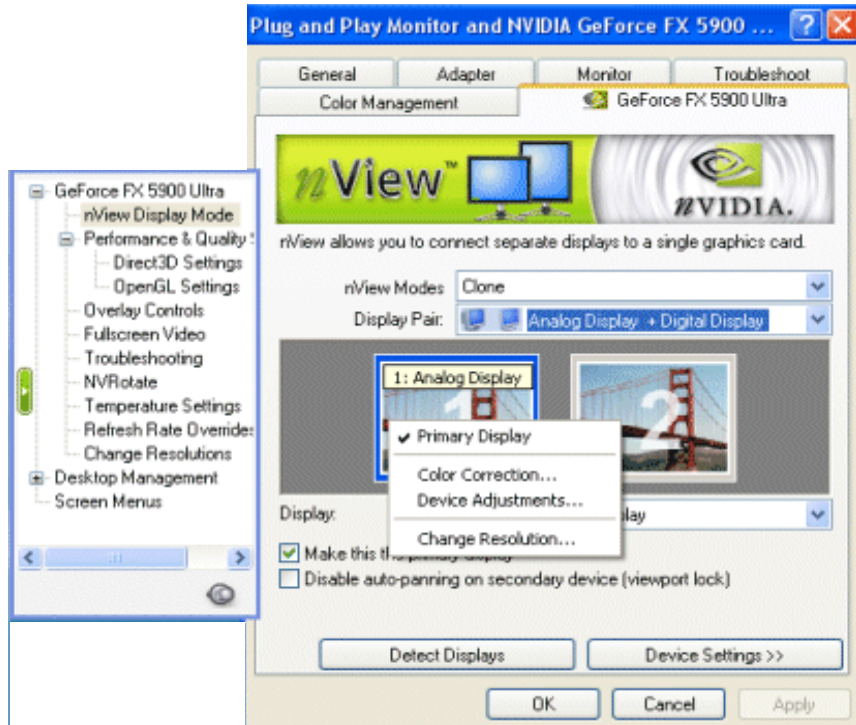 Plug and Play Monitor and NVIDIA GeForce FX 5900 ...
General Adapter Monitor Troubleshoot
Color Management GeForce FX 5900 Ultra
nView™ nVIDIA.
nView allows you to connect separate displays to a single graphics card.
nView Modes Clone
Display Pair: Analog Display + Digital Display
1: Analog Display
1 2
Primary Display
Color Correction...
Device Adjustments...
Change Resolution...
Display: play
Make this the primary display
Disable auto-panning on secondary device (viewport lock)
Detect Displays Device Settings >>
OK Cancel Apply
GeForce FX 5900 Ultra
nView Display Mode
Performance & Quality
Direct3D Settings
OpenGL Settings
Overlay Controls
Fullscreen Video
Troubleshooting
NVRotate
Temperature Settings
Refresh Rate Overrides
Change Resolutions
Desktop Management
Screen Menus